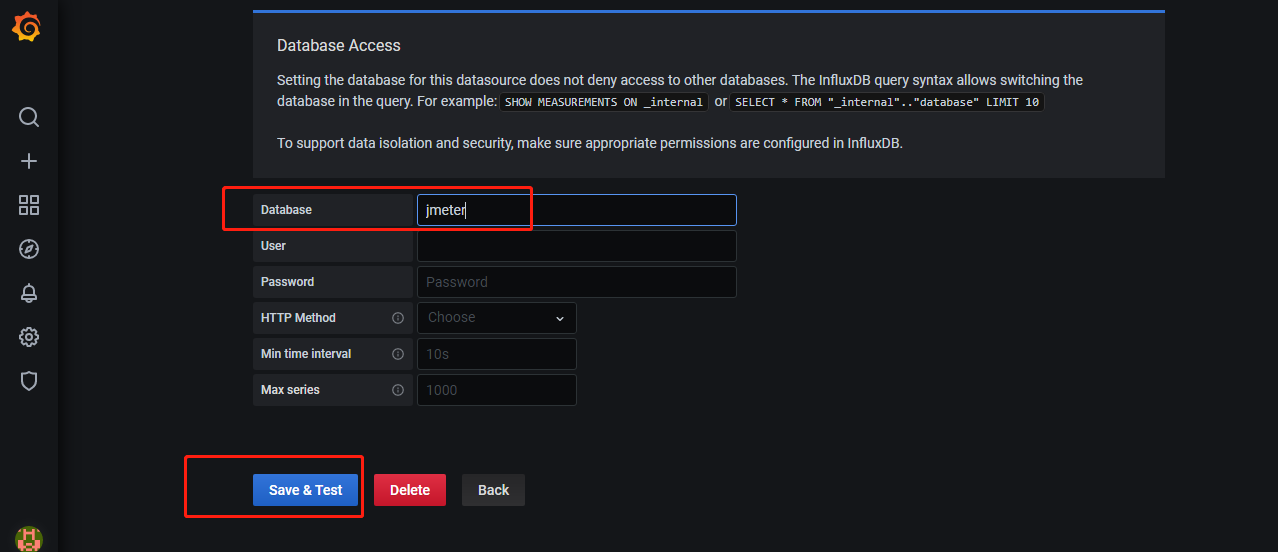 Database Access
Setting the database for this datasource does not deny access to other databases. The InfluxDB query syntax allows switching the
database in the query. For example: SHOW MEASUREMENTS ON _internal or SELECT * FROM "_internal".."database" LIMIT 10
To support data isolation and security, make sure appropriate permissions are configured in InfluxDB.
Database jmeter
User
Password Password
HTTP Method Choose
Min time interval 10s
Max series 1000
Save & Test Delete Back